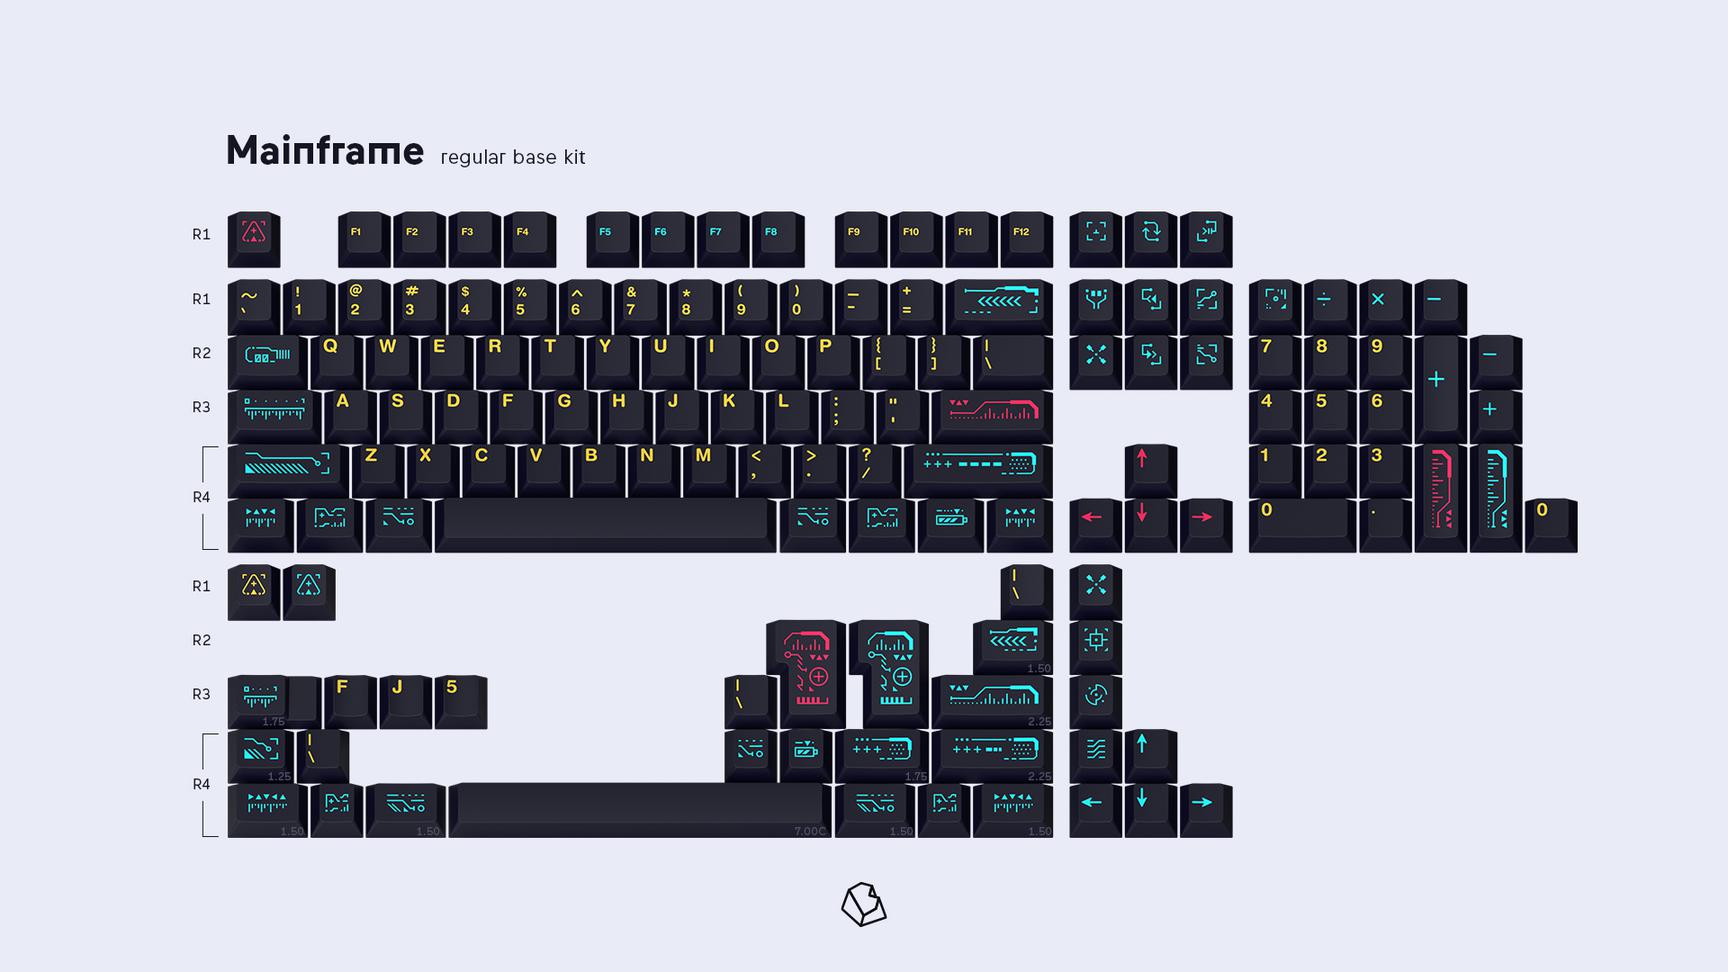 Mainframe regular base kit
R1 F1 F2 F3 F4 F5 F6 F7 F8 F9 F10 F11 F12
~ ! @ # $ % ^ & * ( ) _ +
R1 ` 1 2 3 4 5 6 7 8 9 0 - = ÷ × −
R2 Q W E R T Y U I O P { [ } ] | \ 7 8 9 + −
R3 A S D F G H J K L : ; " ' 4 5 6 +
Z X C V B N M < , > . ? / ↑ 1 2 3
R4
← ↓ → 0 . 0
R1 | \
R2 1.50
R3 1.75 F J 5 | \ 2.25
1.25 | \ 1.75 2.25 ↑
R4
1.50 1.50 7.00C 1.50 1.50 ← ↓ →